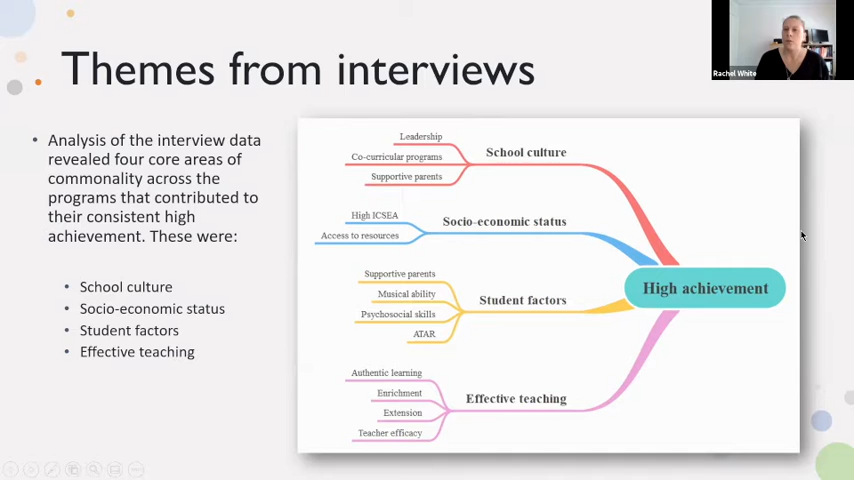 Themes from interviews
Rachel White
• Analysis of the interview data
revealed four core areas of
commonality across the
programs that contributed to
their consistent high
achievement. These were:
• School culture
• Socio-economic status
• Student factors
• Effective teaching
Leadership
Co-curricular programs
Supportive parents
School culture
High ICSEA
Access to resources
Socio-economic status
Supportive parents
Musical ability
Psychosocial skills
ATAR
Student factors
Authentic learning
Enrichment
Extension
Teacher efficacy
Effective teaching
High achievement